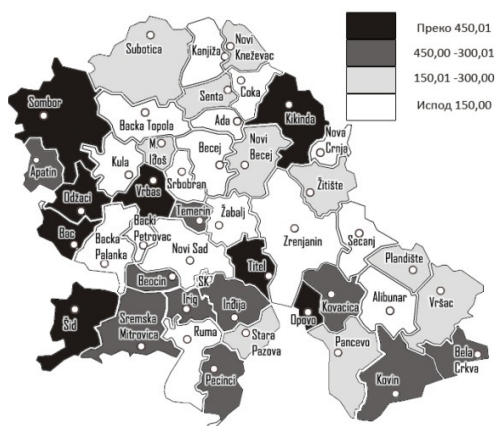 Преко 450,01
450,00 -300,01
150,01 -300,00
Испод 150,00
Subotica
Kanjiža
Novi
Kneževac
Senta
Coka
Sombor
Backa Topola
Ada
Kikinda
M.
Iđoš
Becej
Novi
Becej
Nova
Crnja
Apatin
Kula
Vrbas
Srbobran
Žitište
Odžaci
Bac
Backa
Palanka
Backi
Petrovac
Temerin
Žabalj
Zrenjanin
Secanj
Novi Sad
Titel
Plandište
Beocin
SK
Kovacica
Alibunar
Vršac
Šid
Sremska
Mitrovica
Irig
Inđija
Opovo
Ruma
Stara
Pazova
Pancevo
Pecinci
Kovin
Bela
Crkva